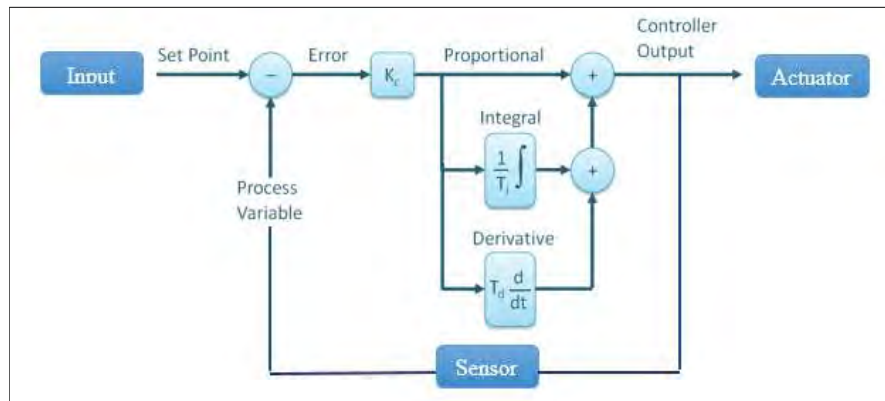 Input
Set Point
−
Error
K_c
Proportional
+
Controller
Output
Actuator
Integral
1/T_i ∫
+
Process
Variable
Derivative
T_d d/dt
Sensor